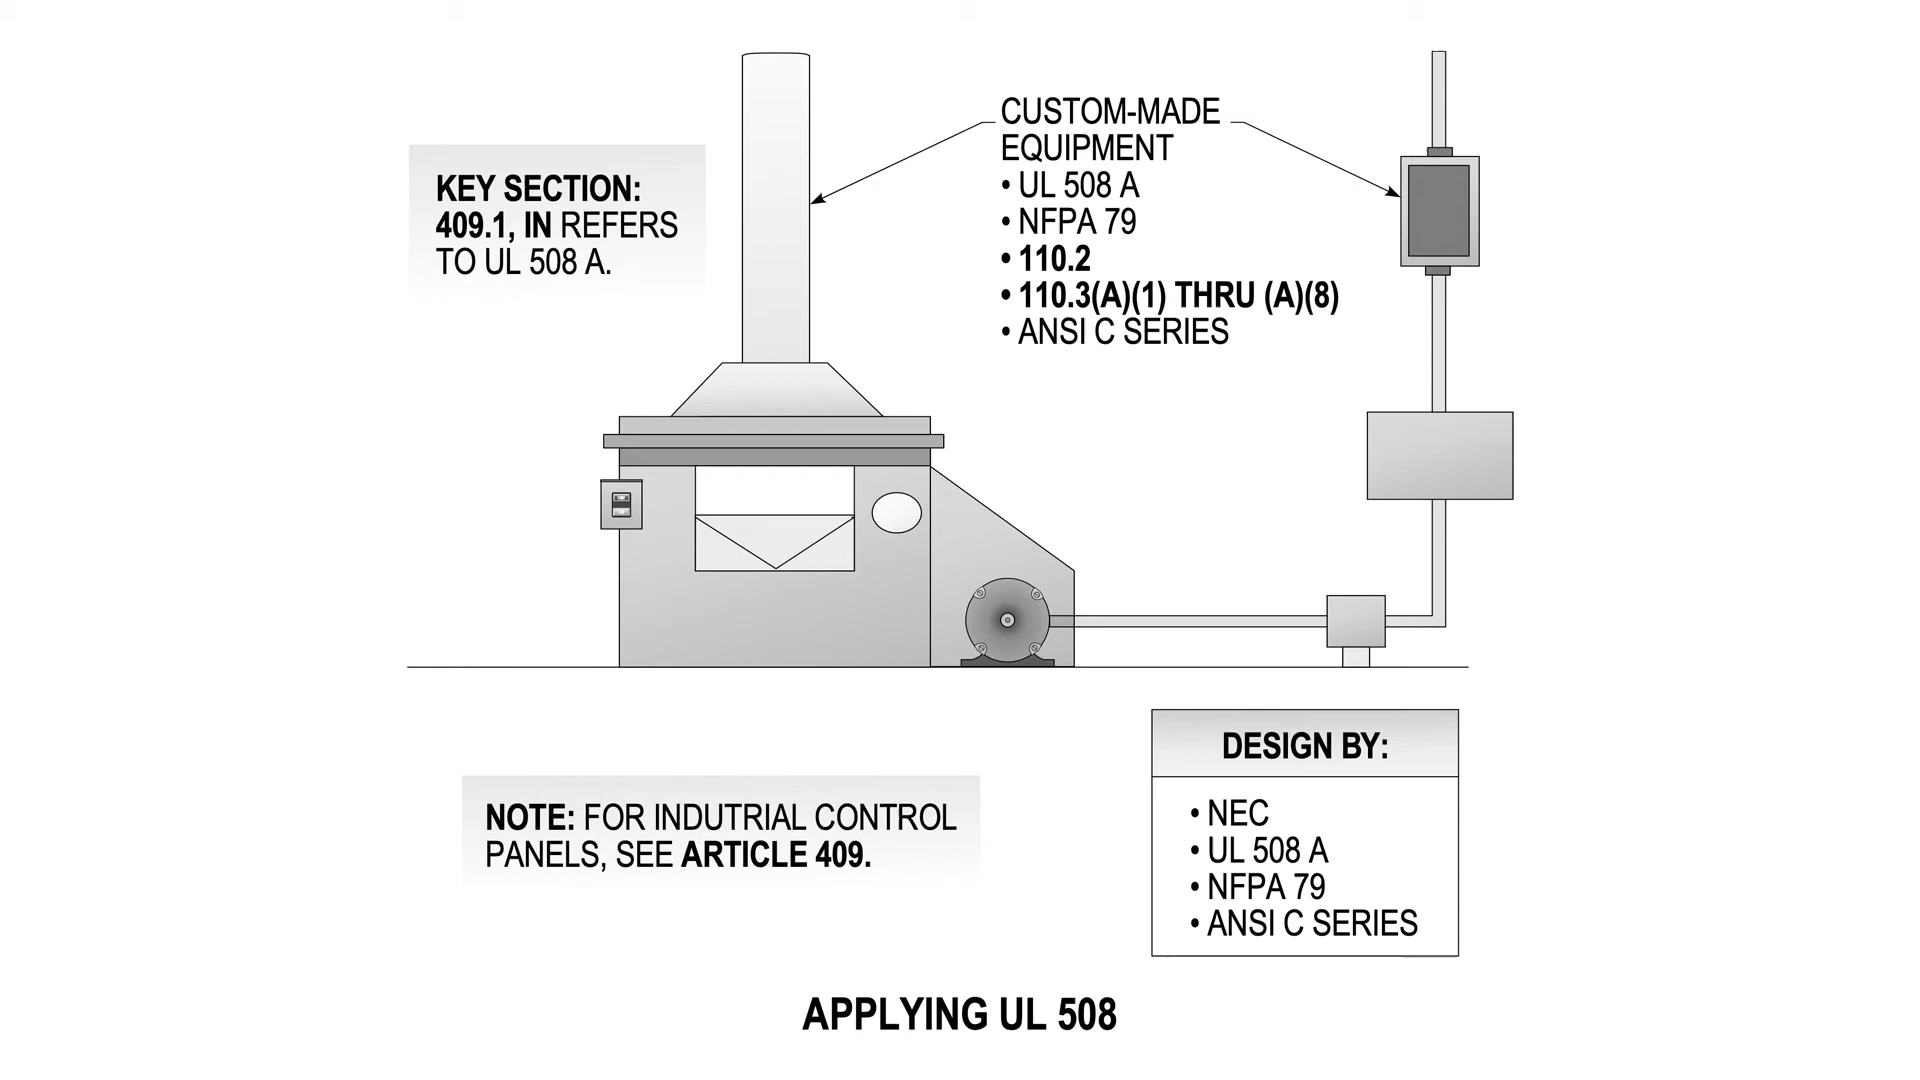 KEY SECTION:
409.1, IN REFERS
TO UL 508 A.
CUSTOM-MADE
EQUIPMENT
• UL 508 A
• NFPA 79
• 110.2
• 110.3(A)(1) THRU (A)(8)
• ANSI C SERIES
NOTE: FOR INDUTRIAL CONTROL
PANELS, SEE ARTICLE 409.
DESIGN BY:
• NEC
• UL 508 A
• NFPA 79
• ANSI C SERIES
APPLYING UL 508